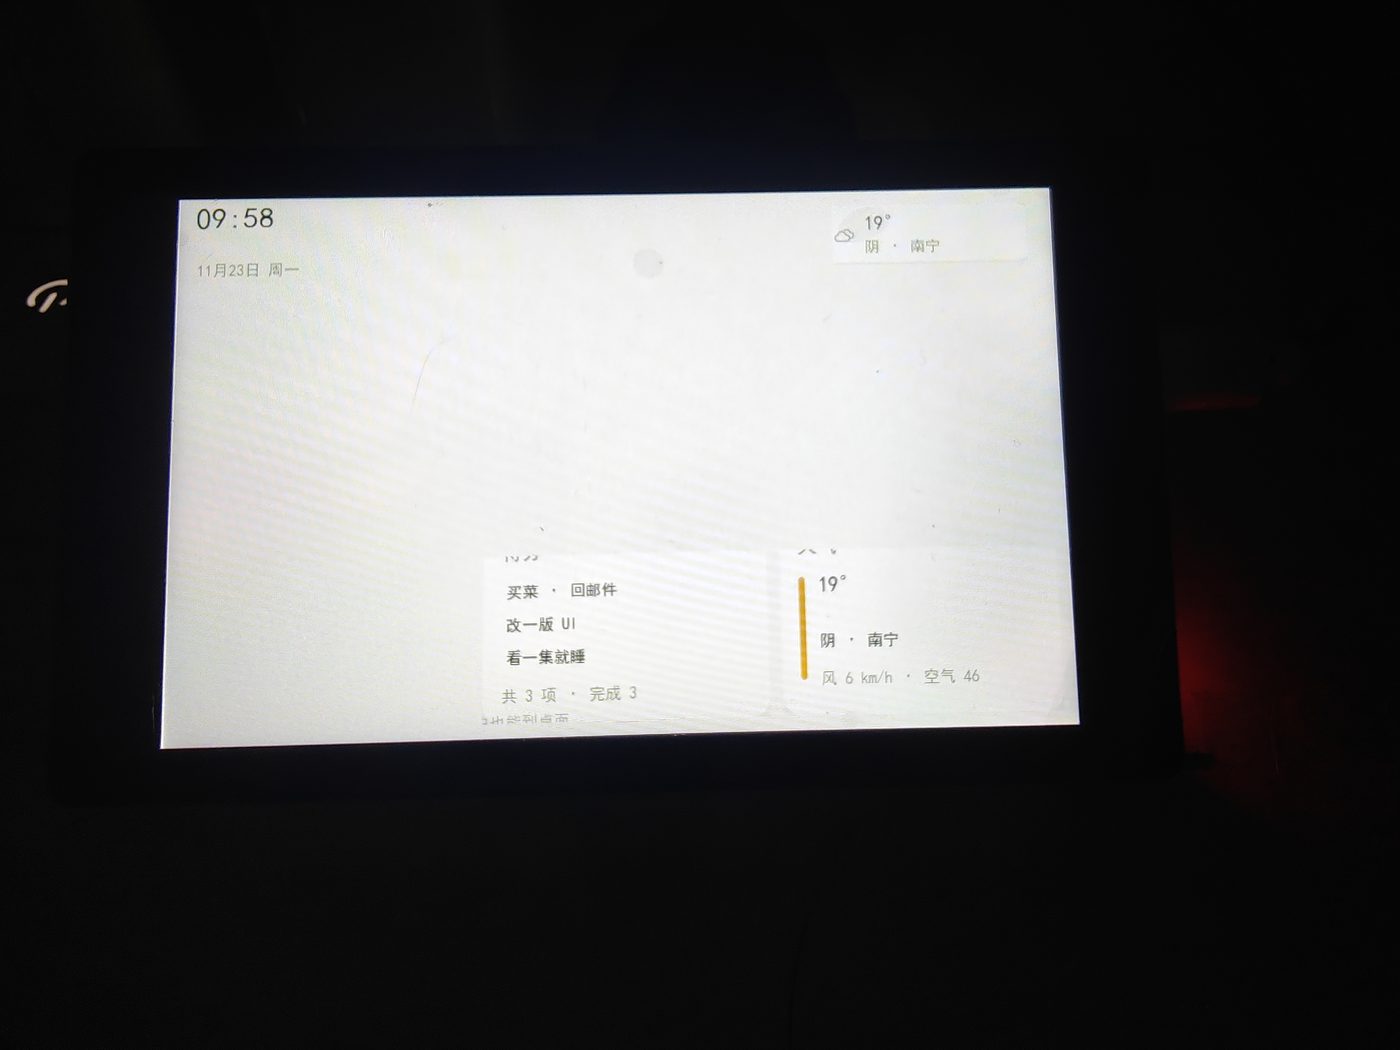 09:58
11月23日 周一
19°
阴 · 南宁
买菜 · 回邮件
改一版 UI
看一集就睡
共 3 项 · 完成 3
19°
阴 · 南宁
风 6 km/h · 空气 46